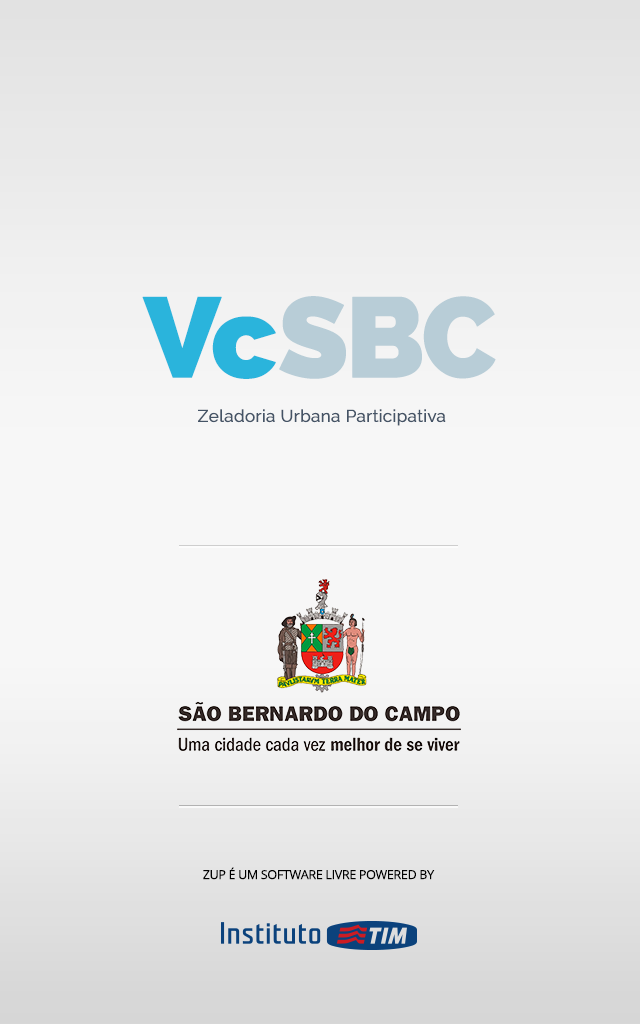 VcSBC
Zeladoria Urbana Participativa
PAVLISTARVM TERRA MATER
SÃO BERNARDO DO CAMPO
Uma cidade cada vez melhor de se viver
ZUP É UM SOFTWARE LIVRE POWERED BY
Instituto TIM